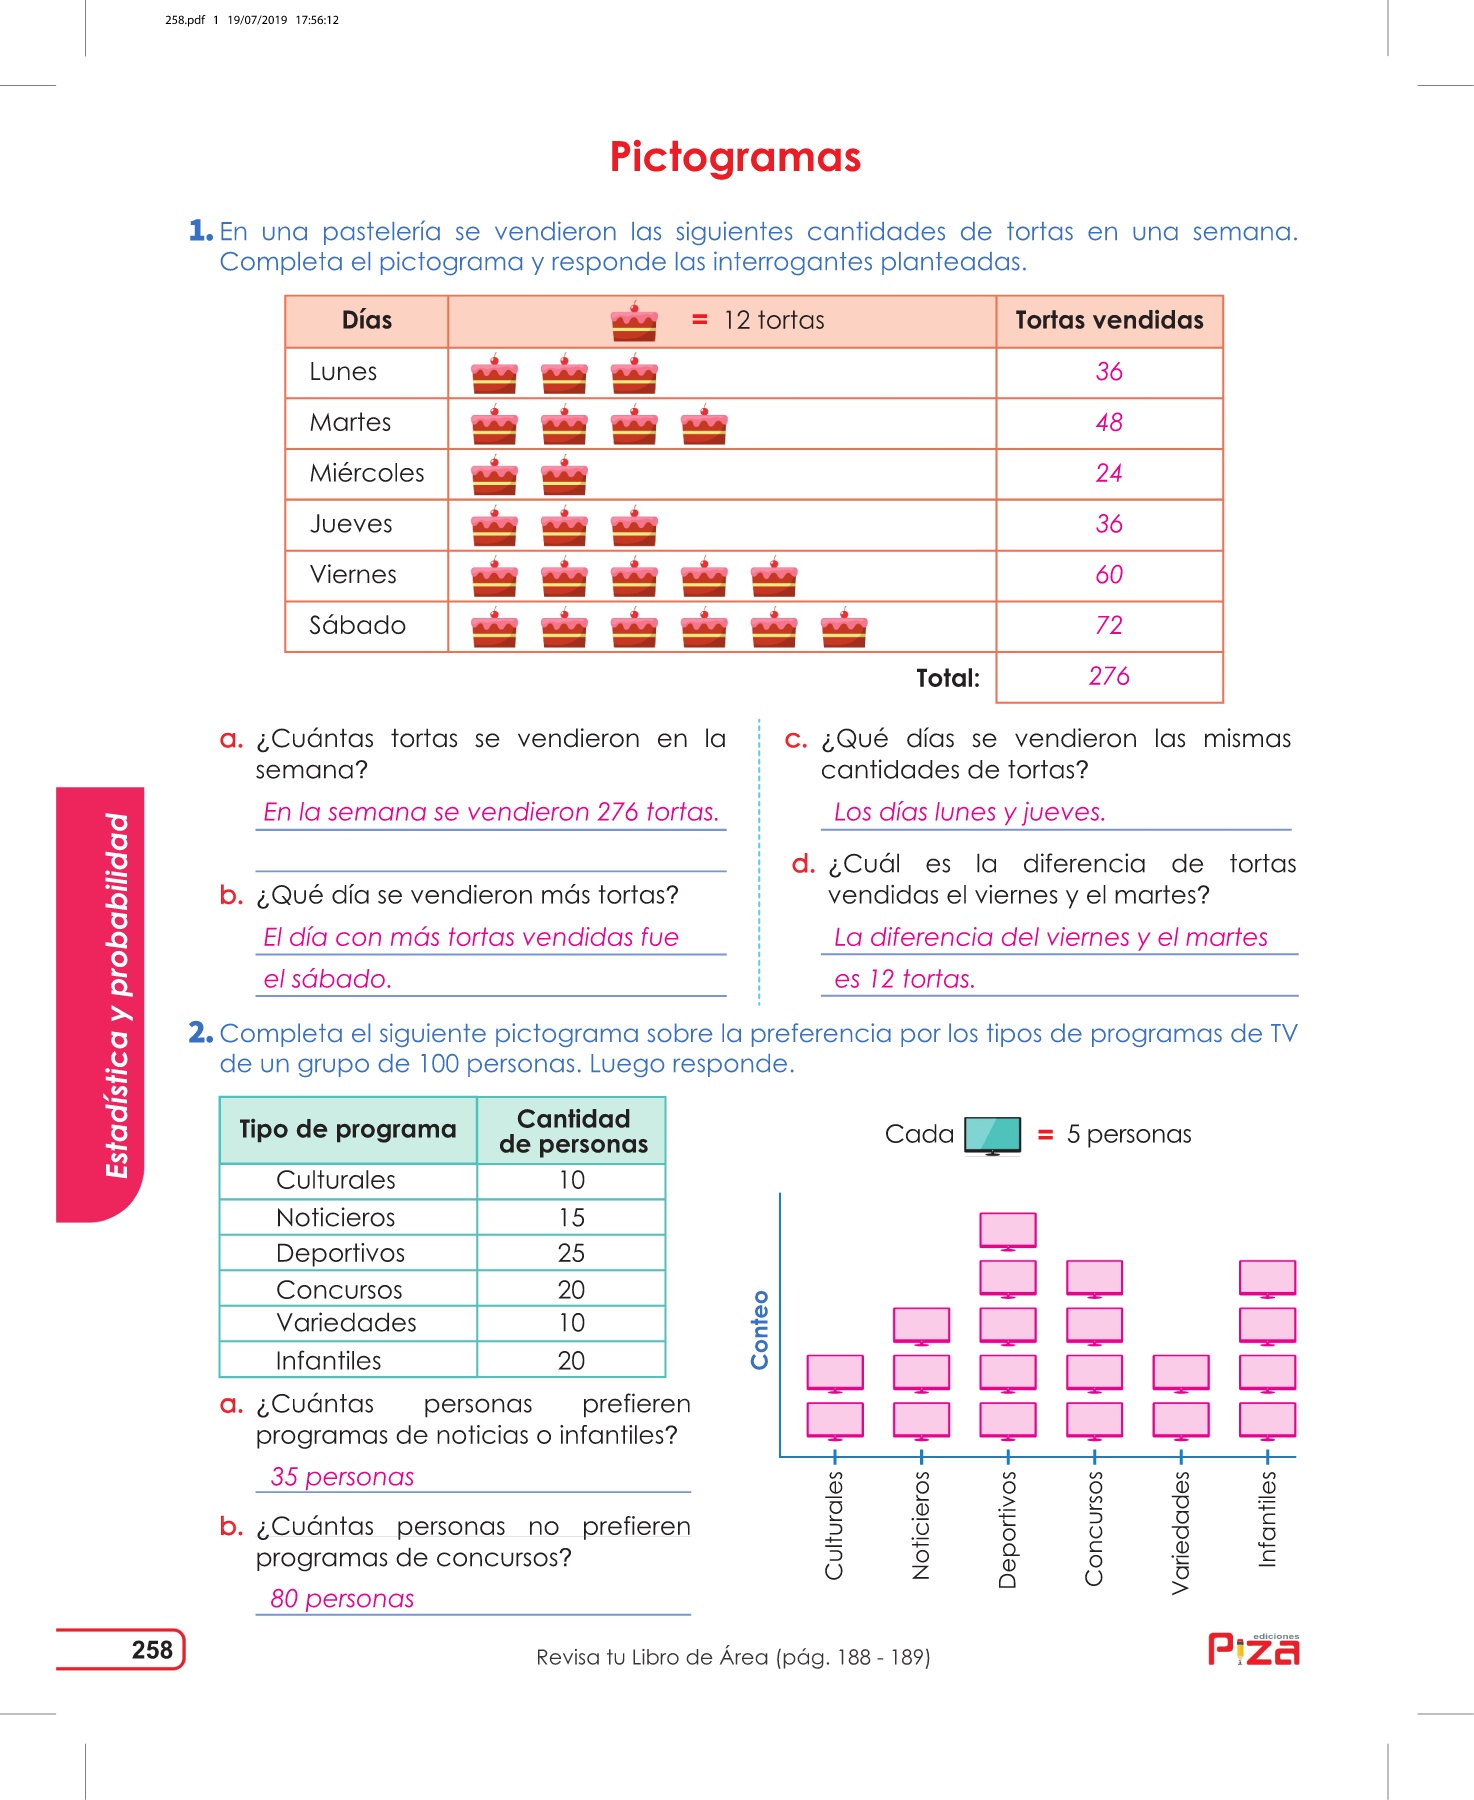 258.pdf 1 19/07/2019 17:56:12
Pictogramas
1. En una pastelería se vendieron las siguientes cantidades de tortas en una semana.
Completa el pictograma y responde las interrogantes planteadas.
Días = 12 tortas Tortas vendidas
Lunes 36
Martes 48
Miércoles 24
Jueves 36
Viernes 60
Sábado 72
Total: 276
a. ¿Cuántas tortas se vendieron en la
semana?
En la semana se vendieron 276 tortas.
b. ¿Qué día se vendieron más tortas?
El día con más tortas vendidas fue
el sábado.
c. ¿Qué días se vendieron las mismas
cantidades de tortas?
Los días lunes y jueves.
d. ¿Cuál es la diferencia de tortas
vendidas el viernes y el martes?
La diferencia del viernes y el martes
es 12 tortas.
Estadística y probabilidad
2. Completa el siguiente pictograma sobre la preferencia por los tipos de programas de TV
de un grupo de 100 personas. Luego responde.
Tipo de programa Cantidad
de personas
Culturales 10
Noticieros 15
Deportivos 25
Concursos 20
Variedades 10
Infantiles 20
a. ¿Cuántas personas prefieren
programas de noticias o infantiles?
35 personas
b. ¿Cuántas personas no prefieren
programas de concursos?
80 personas
Cada = 5 personas
Conteo
Culturales
Noticieros
Deportivos
Concursos
Variedades
Infantiles
258
Revisa tu Libro de Área (pág. 188 - 189)
ediciones
Piza